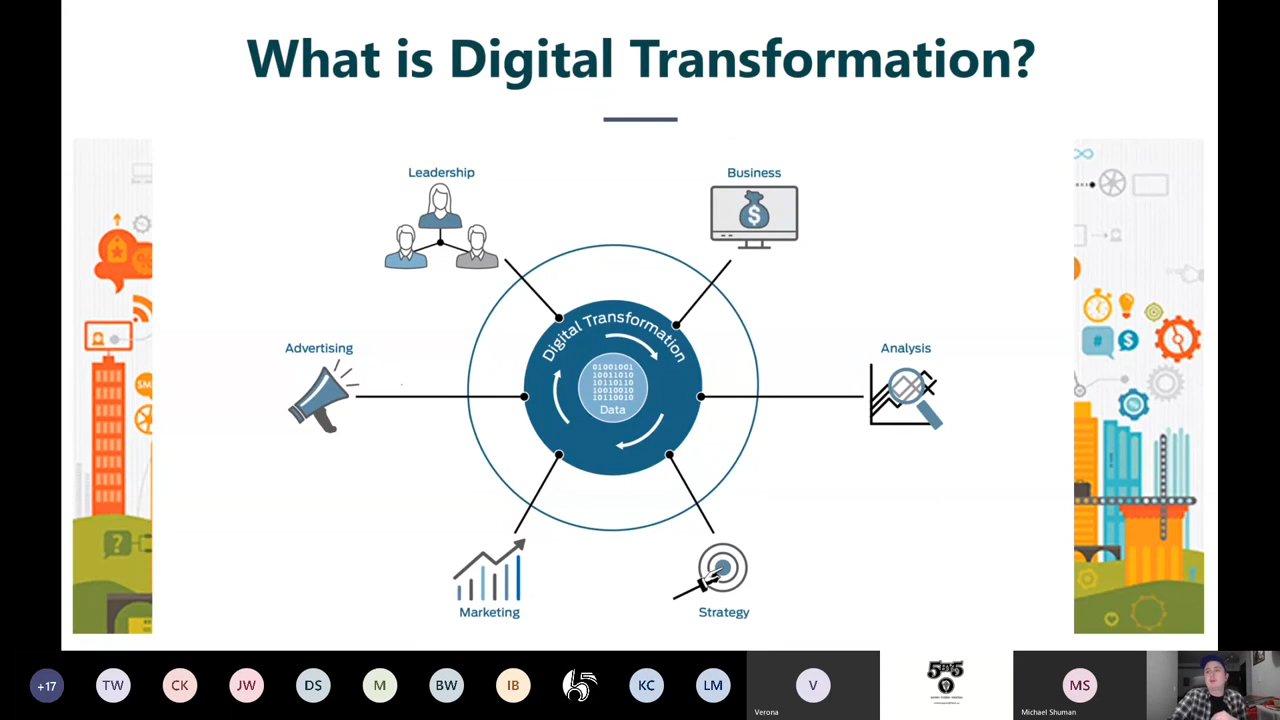 What is Digital Transformation?
Leadership
Business
Advertising
Analysis
Digital Transformation
01001001
10011010
10110110
10010010
10110010
Data
Marketing
Strategy
+17
TW
CK
JW
DS
M
BW
IB
KC
LM
V
Verona
MS
Michael Shuman